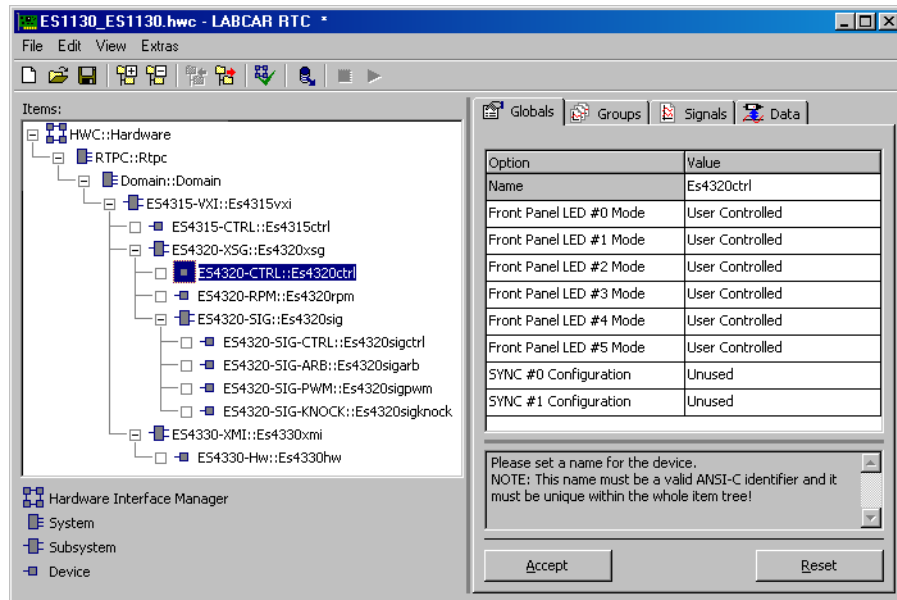 ES1130_ES1130.hwc - LABCAR RTC *
File Edit View Extras
Items:
HWC::Hardware
RTPC::Rtpc
Domain::Domain
ES4315-VXI::Es4315vxi
ES4315-CTRL::Es4315ctrl
ES4320-XSG::Es4320xsg
ES4320-CTRL::Es4320ctrl
ES4320-RPM::Es4320rpm
ES4320-SIG::Es4320sig
ES4320-SIG-CTRL::Es4320sigctrl
ES4320-SIG-ARB::Es4320sigarb
ES4320-SIG-PWM::Es4320sigpwm
ES4320-SIG-KNOCK::Es4320sigknock
ES4330-XMI::Es4330xmi
ES4330-Hw::Es4330hw
Hardware Interface Manager
System
Subsystem
Device
Globals Groups Signals Data
Option Value
Name Es4320ctrl
Front Panel LED #0 Mode User Controlled
Front Panel LED #1 Mode User Controlled
Front Panel LED #2 Mode User Controlled
Front Panel LED #3 Mode User Controlled
Front Panel LED #4 Mode User Controlled
Front Panel LED #5 Mode User Controlled
SYNC #0 Configuration Unused
SYNC #1 Configuration Unused
Please set a name for the device.
NOTE: This name must be a valid ANSI-C identifier and it
must be unique within the whole item tree!
Accept Reset